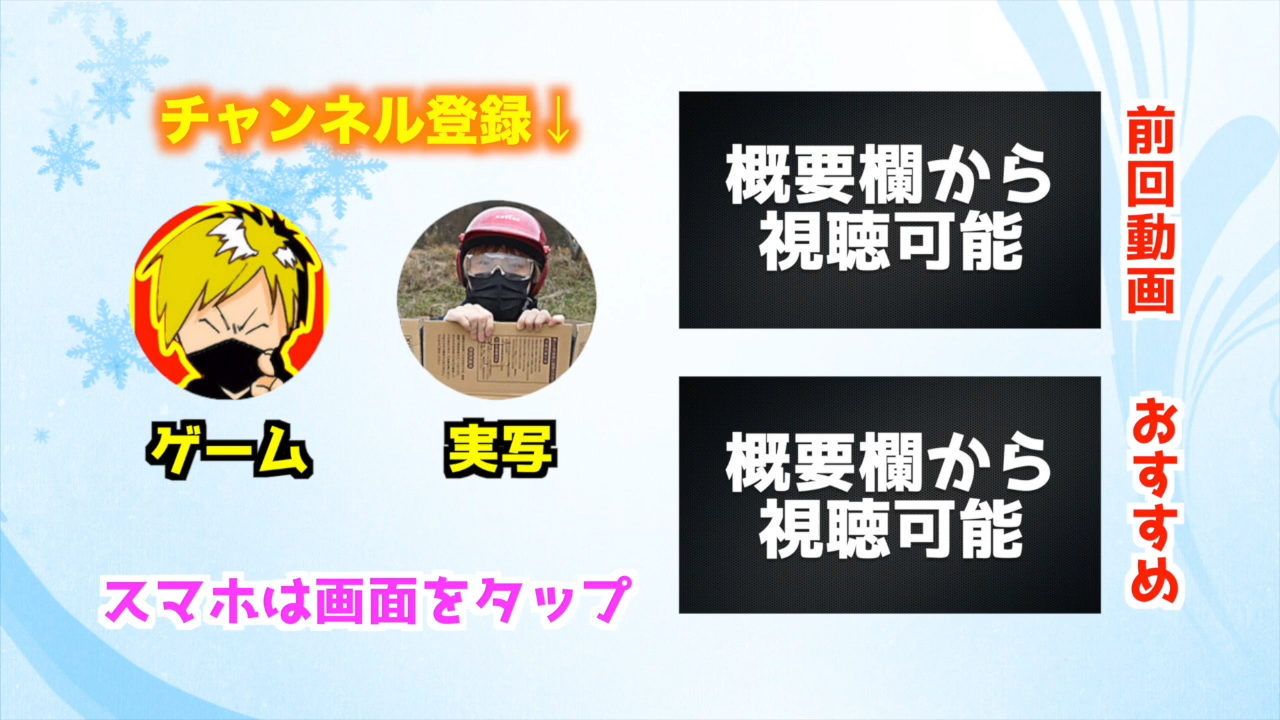 チャンネル登録↓
ゲーム
実写
スマホは画面をタップ
概要欄から
視聴可能
前回動画
概要欄から
視聴可能
おすすめ